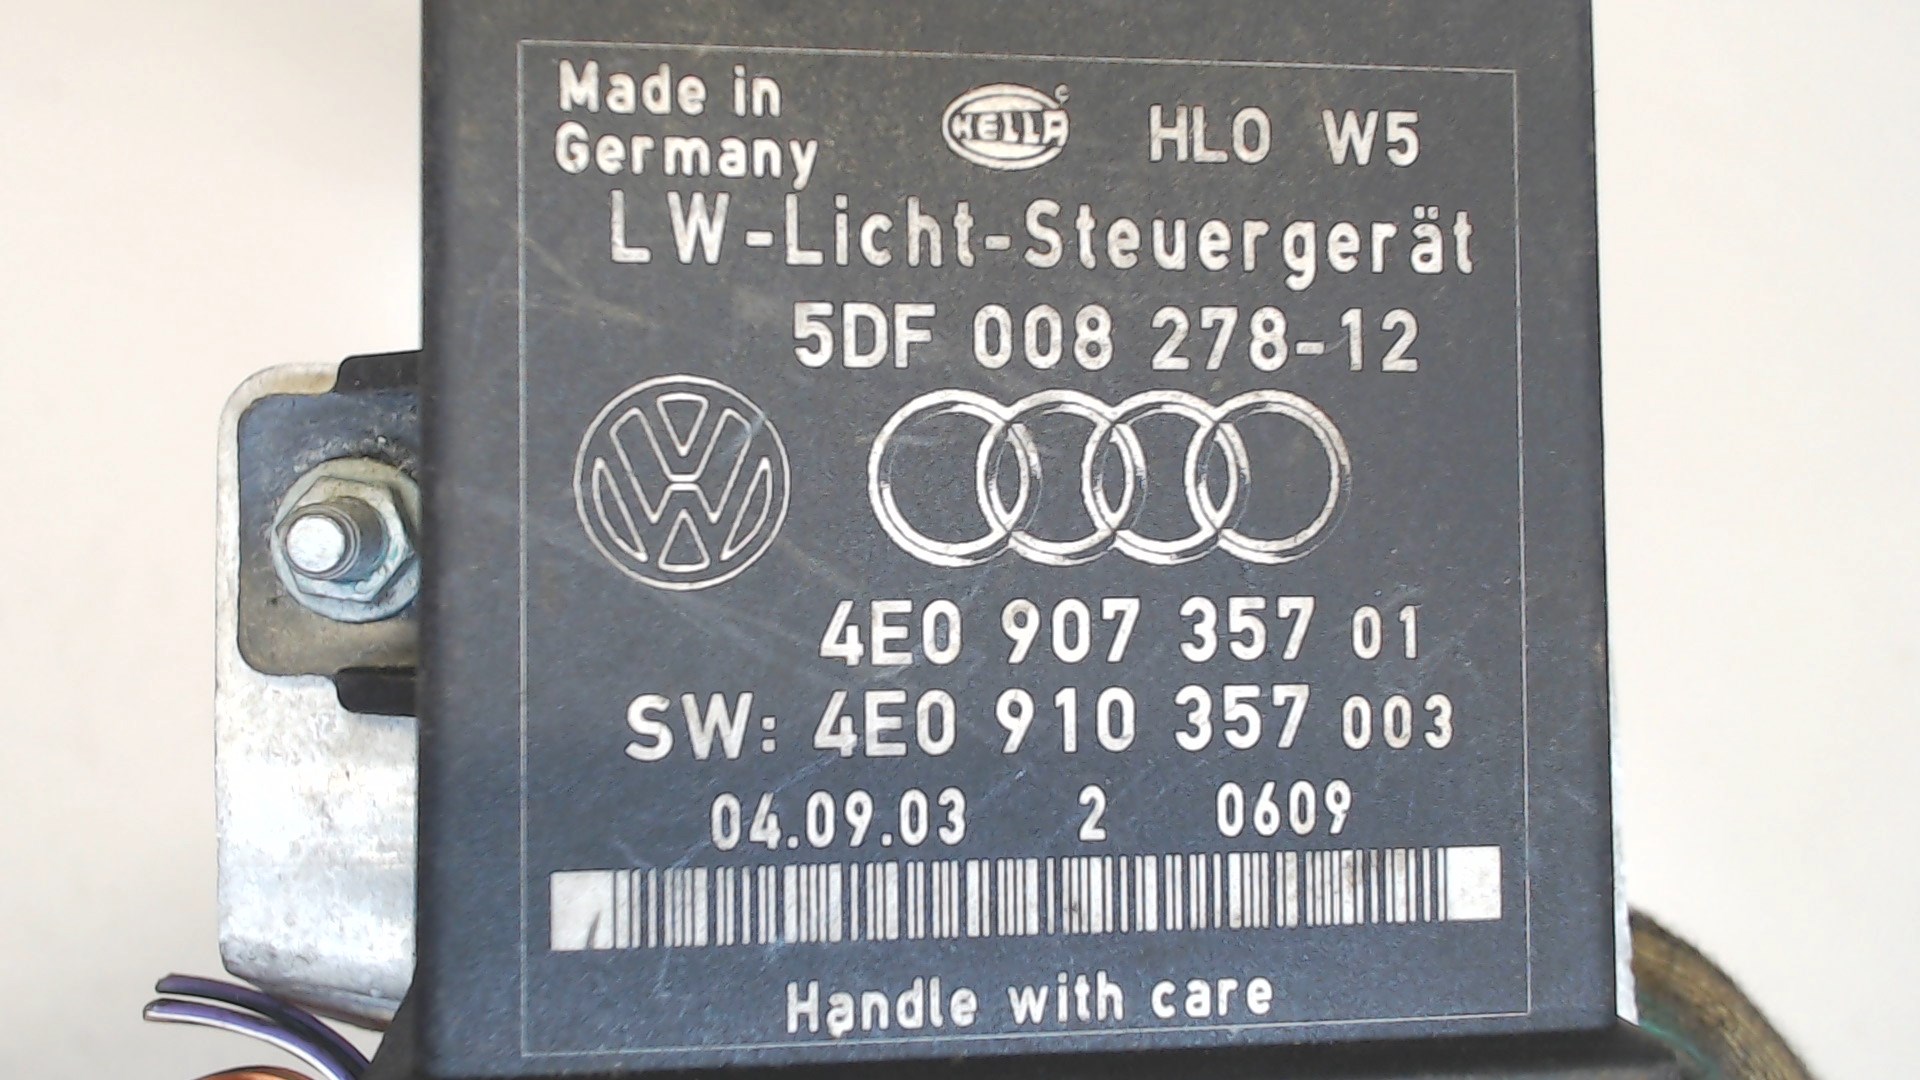 Made in
Germany
HELLA HLO W5
LW-Licht-Steuergerät
5DF 008 278-12
4E0 907 357 01
SW: 4E0 910 357 003
04.09.03 2 0609
Handle with care